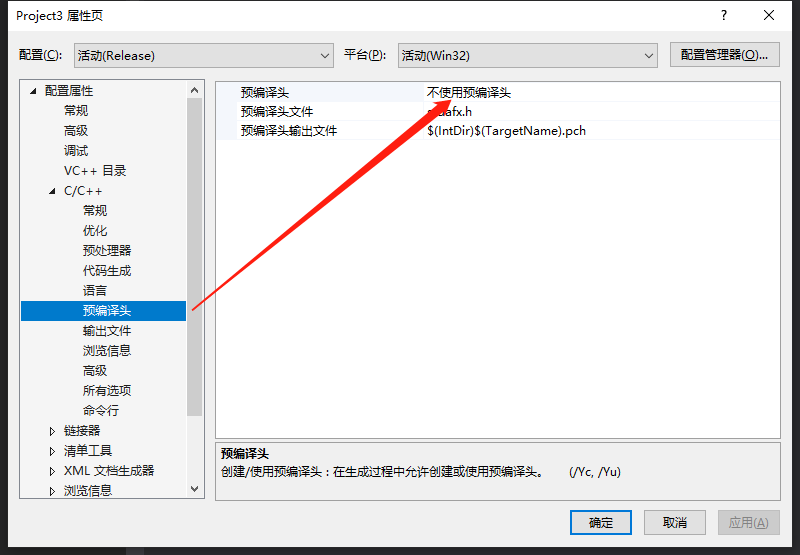 Project3 属性页
配置(C): 活动(Release) 平台(P): 活动(Win32) 配置管理器(O)...
配置属性
常规
高级
调试
VC++ 目录
C/C++
常规
优化
预处理器
代码生成
语言
预编译头
输出文件
浏览信息
高级
所有选项
命令行
链接器
清单工具
XML 文档生成器
浏览信息
预编译头 不使用预编译头
预编译头文件 stdafx.h
预编译头输出文件 $(IntDir)$(TargetName).pch
预编译头
创建/使用预编译头：在生成过程中允许创建或使用预编译头。 (/Yc, /Yu)
确定 取消 应用(A)